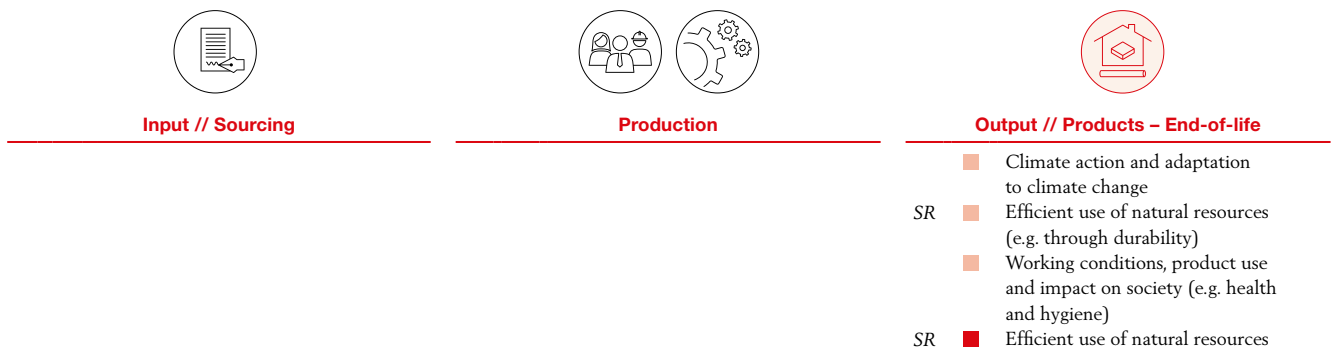 Input // Sourcing
Production
Output // Products – End-of-life
Climate action and adaptation
to climate change
SR Efficient use of natural resources
(e.g. through durability)
Working conditions, product use
and impact on society (e.g. health
and hygiene)
SR Efficient use of natural resources